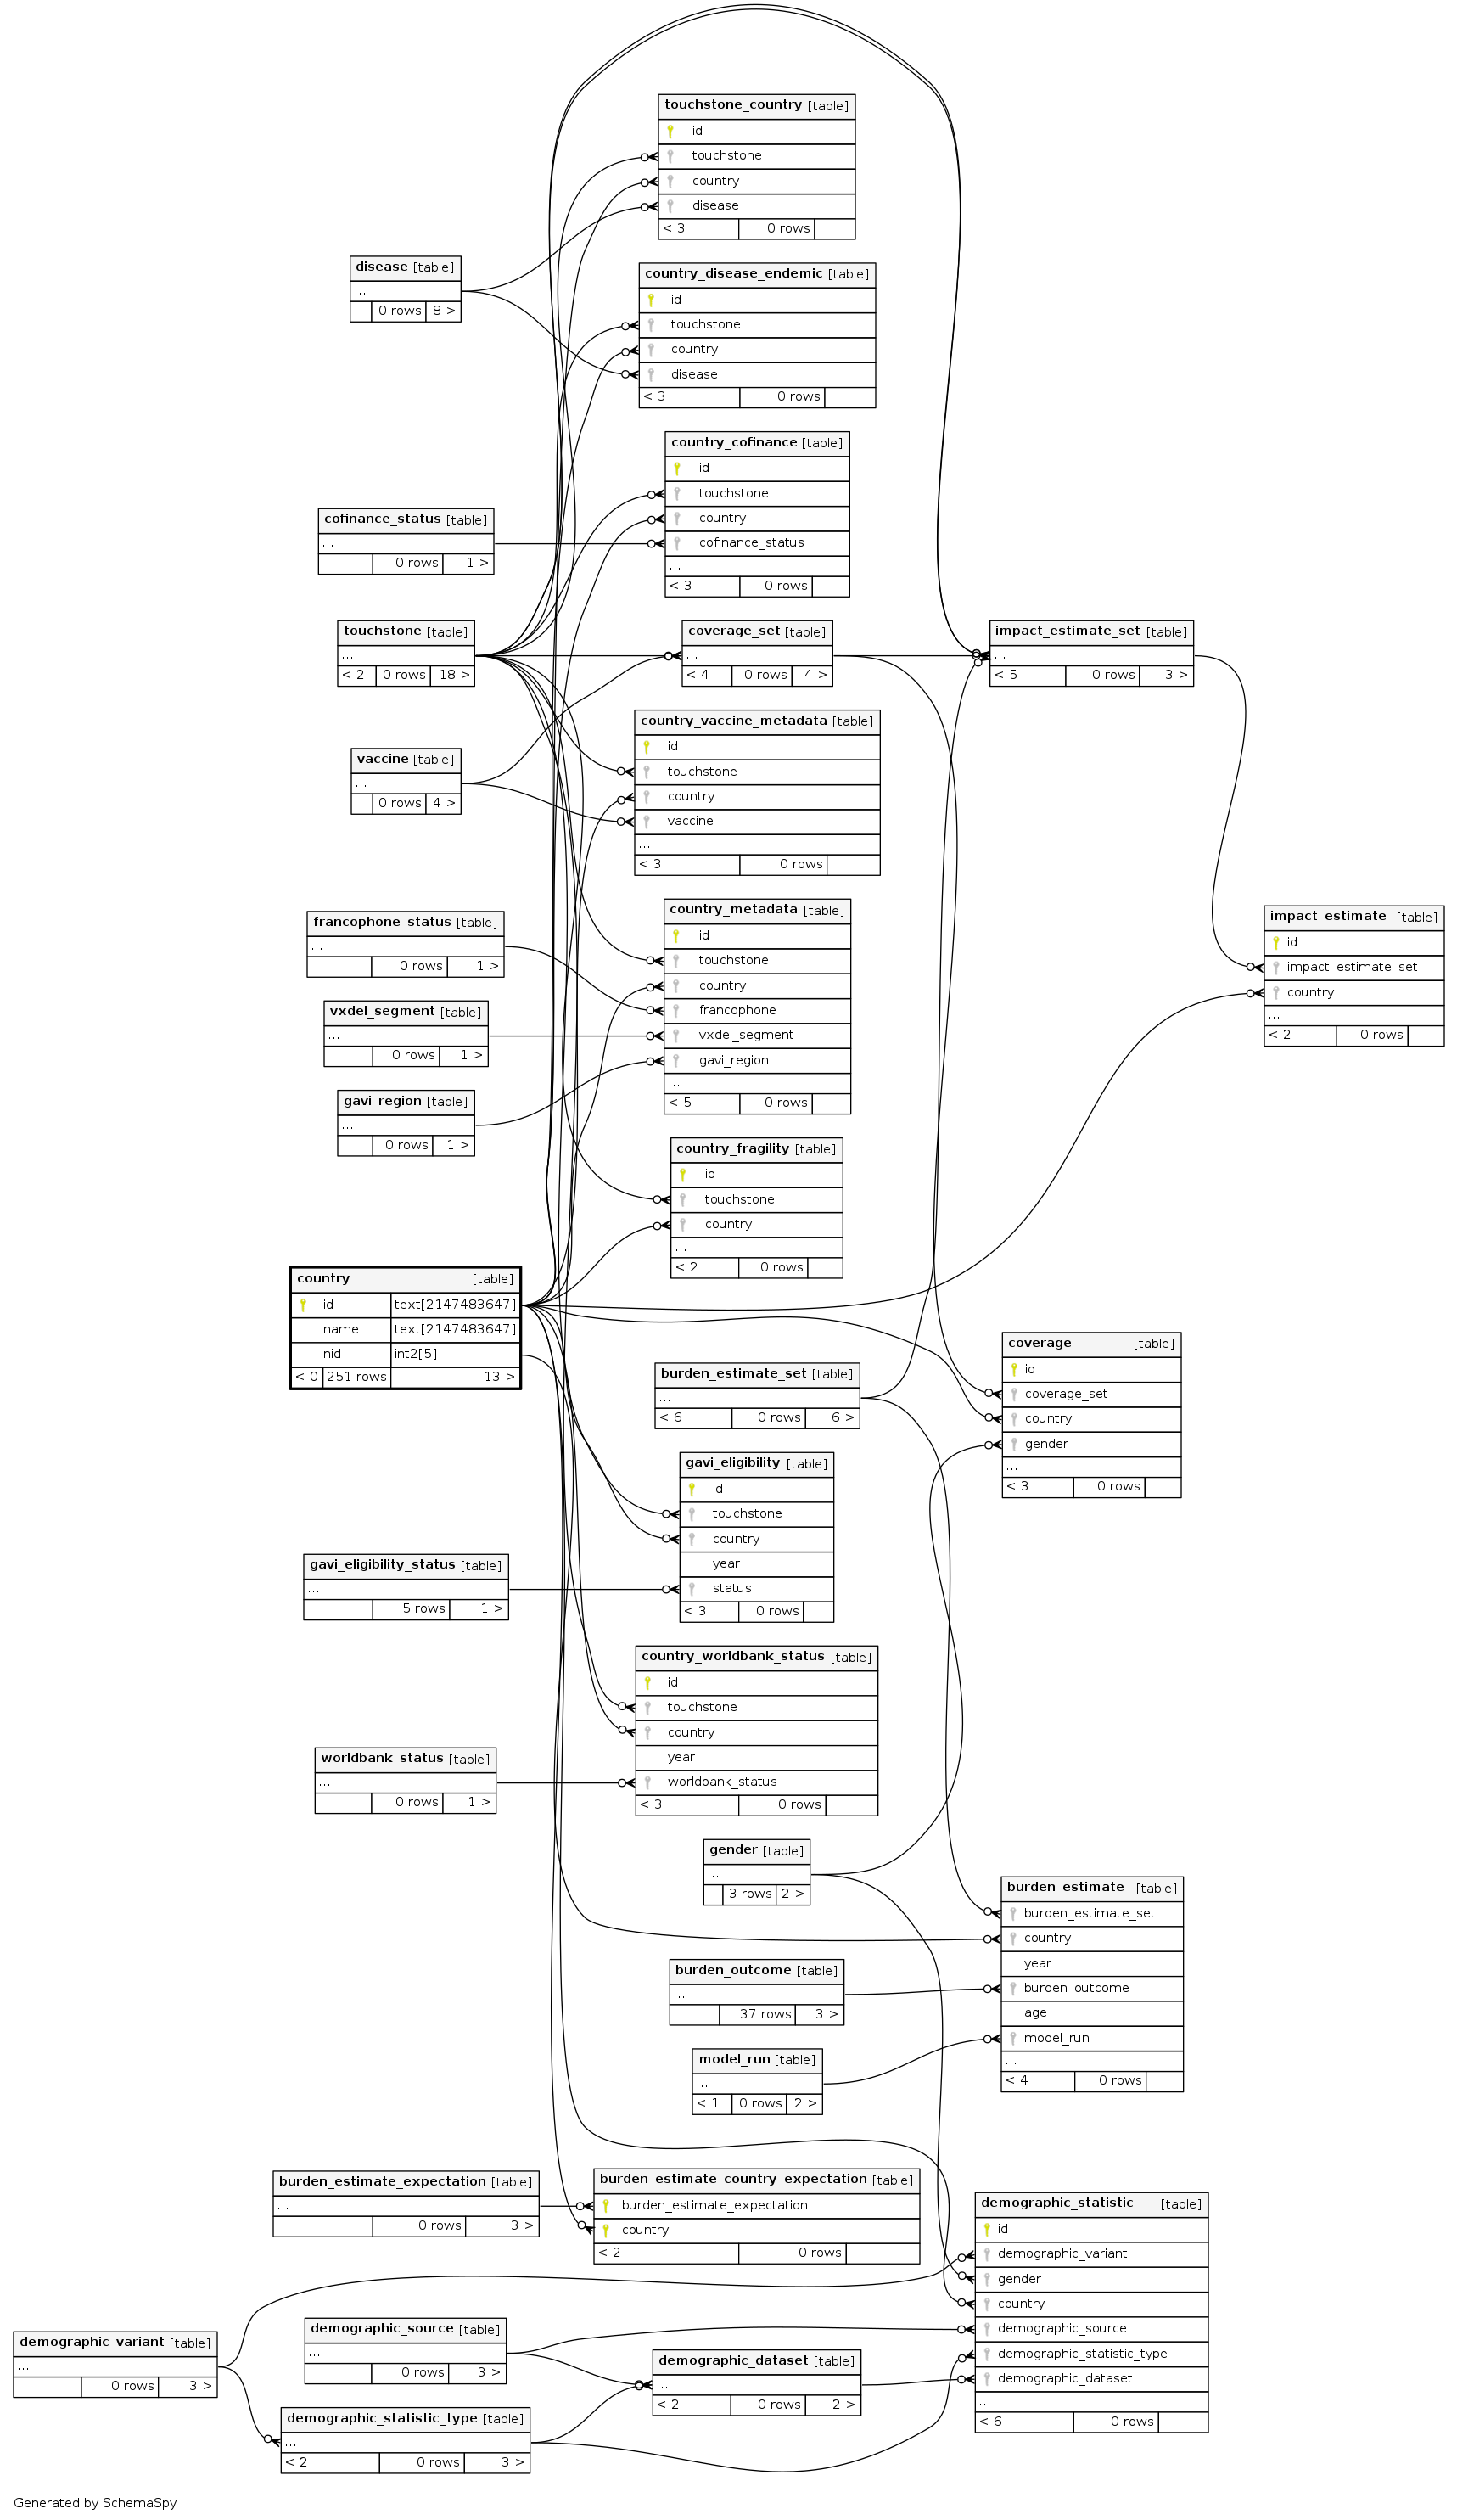 touchstone_country [table]
id
touchstone
country
disease
< 3 0 rows
disease [table]
...
0 rows 8 >
country_disease_endemic [table]
id
touchstone
country
disease
< 3 0 rows
country_cofinance [table]
id
touchstone
country
cofinance_status
...
< 3 0 rows
cofinance_status [table]
...
0 rows 1 >
touchstone [table]
...
< 2 0 rows 18 >
coverage_set [table]
...
< 4 0 rows 4 >
impact_estimate_set [table]
...
< 5 0 rows 3 >
vaccine [table]
...
0 rows 4 >
country_vaccine_metadata [table]
id
touchstone
country
vaccine
...
< 3 0 rows
francophone_status [table]
...
0 rows 1 >
country_metadata [table]
id
touchstone
country
francophone
vxdel_segment
gavi_region
...
< 5 0 rows
impact_estimate [table]
id
impact_estimate_set
country
...
< 2 0 rows
vxdel_segment [table]
...
0 rows 1 >
gavi_region [table]
...
0 rows 1 >
country_fragility [table]
id
touchstone
country
...
< 2 0 rows
country [table]
id text[2147483647]
name text[2147483647]
nid int2[5]
< 0 251 rows 13 >
burden_estimate_set [table]
...
< 6 0 rows 6 >
coverage [table]
id
coverage_set
country
gender
...
< 3 0 rows
gavi_eligibility [table]
id
touchstone
country
year
status
< 3 0 rows
gavi_eligibility_status [table]
...
5 rows 1 >
country_worldbank_status [table]
id
touchstone
country
year
worldbank_status
< 3 0 rows
worldbank_status [table]
...
0 rows 1 >
gender [table]
...
3 rows 2 >
burden_estimate [table]
burden_estimate_set
country
year
burden_outcome
age
model_run
...
< 4 0 rows
burden_outcome [table]
...
37 rows 3 >
model_run [table]
...
< 1 0 rows 2 >
burden_estimate_expectation [table]
...
0 rows 3 >
burden_estimate_country_expectation [table]
burden_estimate_expectation
country
< 2 0 rows
demographic_statistic [table]
id
demographic_variant
gender
country
demographic_source
demographic_statistic_type
demographic_dataset
...
< 6 0 rows
demographic_variant [table]
...
0 rows 3 >
demographic_source [table]
...
0 rows 3 >
demographic_dataset [table]
...
< 2 0 rows 2 >
demographic_statistic_type [table]
...
< 2 0 rows 3 >
Generated by SchemaSpy